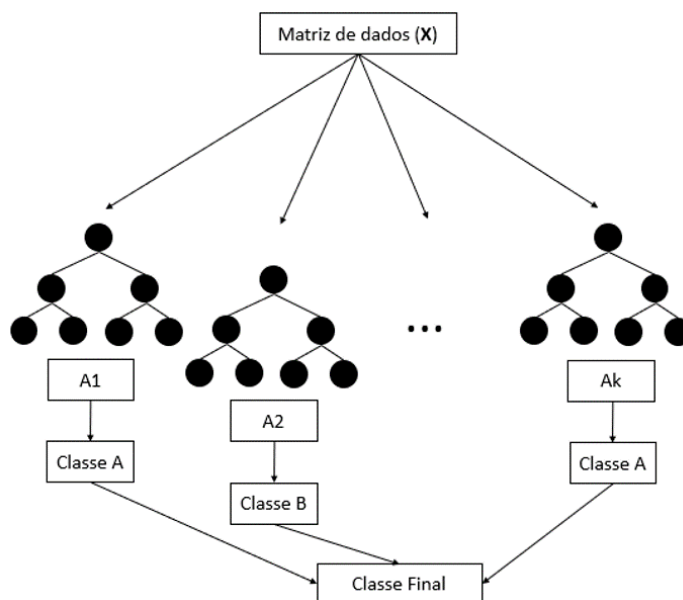 Matriz de dados (X)
...
A1
Ak
A2
Classe A
Classe A
Classe B
Classe Final